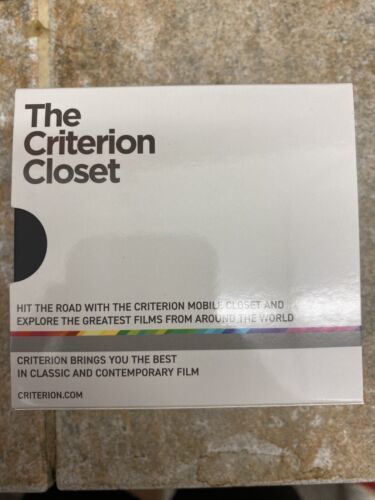 The
Criterion
Closet
HIT THE ROAD WITH THE CRITERION MOBILE CLOSET AND
EXPLORE THE GREATEST FILMS FROM AROUND THE WORLD
CRITERION BRINGS YOU THE BEST
IN CLASSIC AND CONTEMPORARY FILM
CRITERION.COM